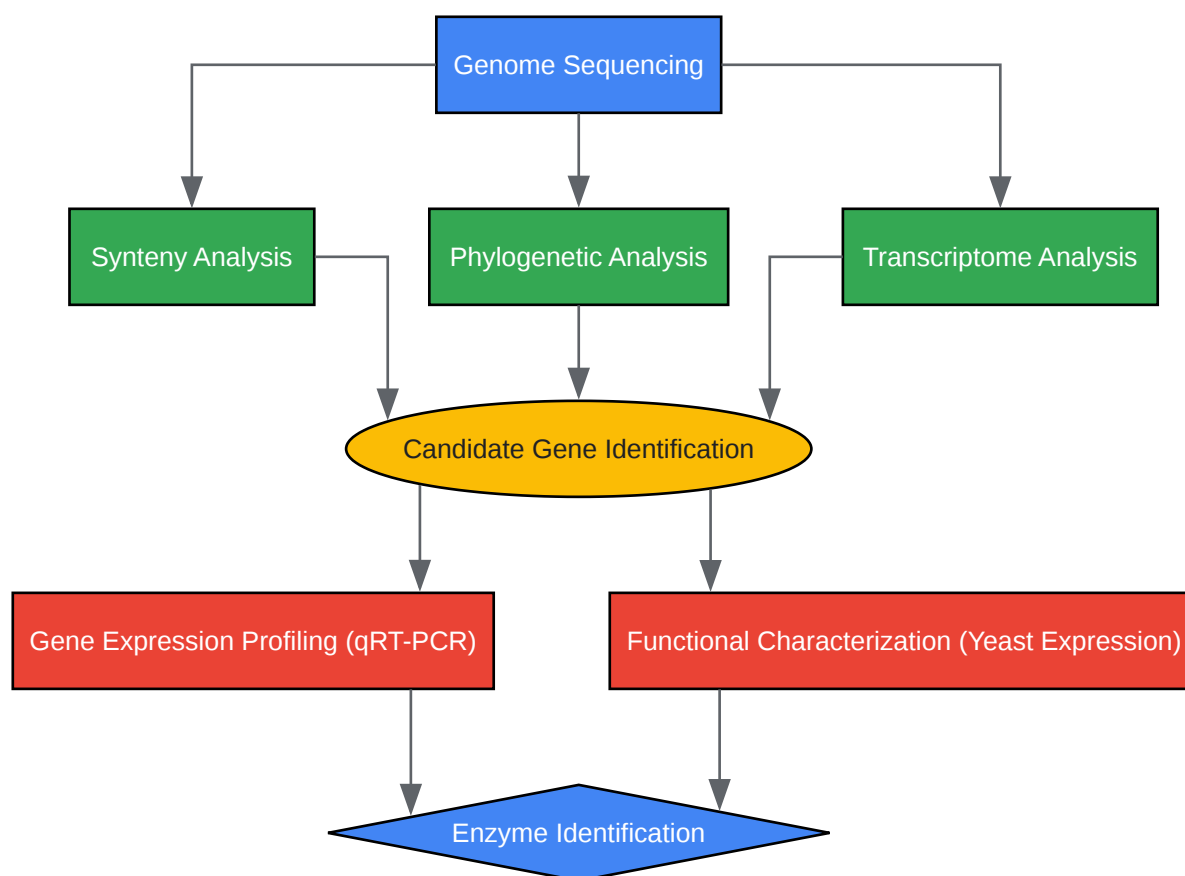 Genome Sequencing
Synteny Analysis
Phylogenetic Analysis
Transcriptome Analysis
Candidate Gene Identification
Gene Expression Profiling (qRT-PCR)
Functional Characterization (Yeast Expression)
Enzyme Identification